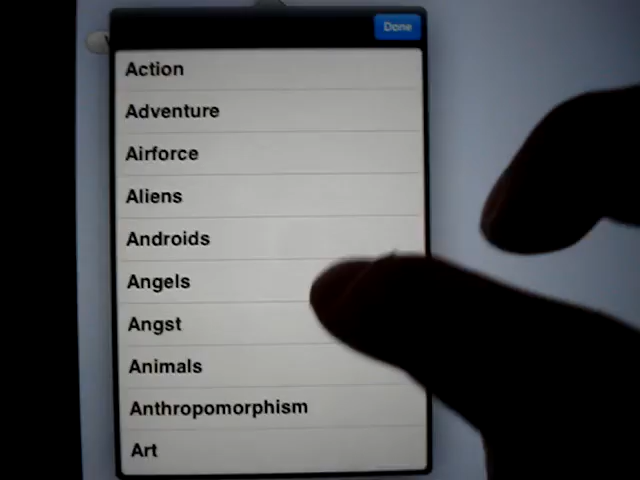 Done
Action
Adventure
Airforce
Aliens
Androids
Angels
Angst
Animals
Anthropomorphism
Art